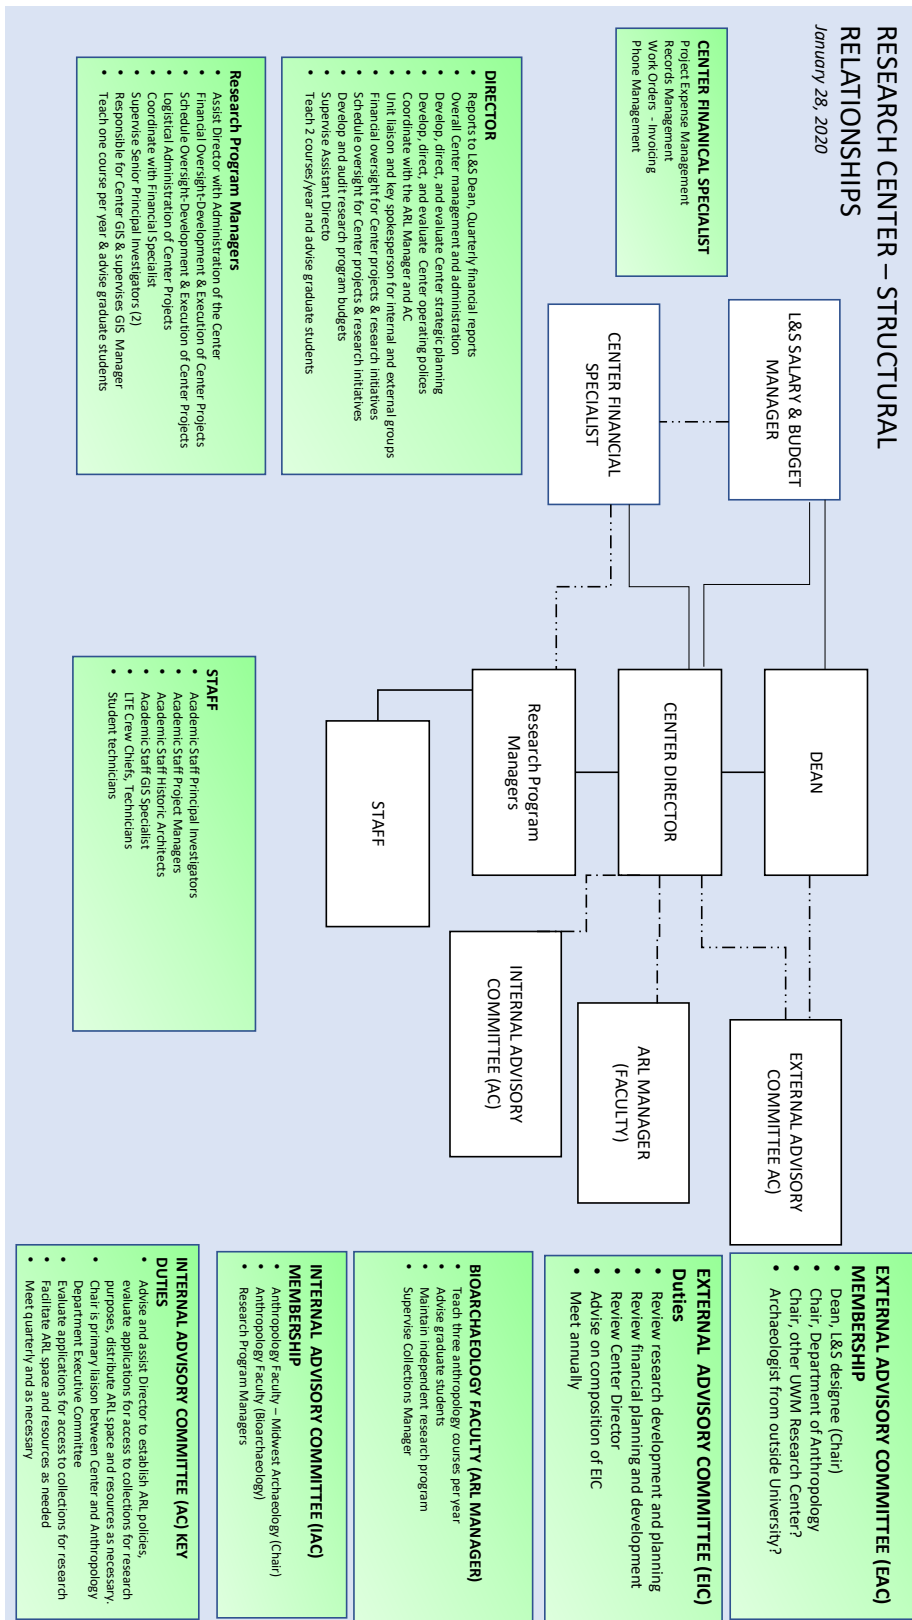 RESEARCH CENTER – STRUCTURAL
RELATIONSHIPS
January 28, 2020
CENTER FINANICAL SPECIALIST
Project Expense Management
Records Management
Work Orders - Invoicing
Phone Management
L&S SALARY & BUDGET
MANAGER
CENTER FINANCIAL
SPECIALIST
DEAN
CENTER DIRECTOR
Research Program
Managers
STAFF
EXTERNAL ADVISORY
COMMITTEE AC)
ARL MANAGER
(FACULTY)
INTERNAL ADVISORY
COMMITTEE (AC)
DIRECTOR
• Reports to L&S Dean, Quarterly financial reports
• Overall Center management and administration
• Develop, direct, and evaluate Center strategic planning
• Develop, direct, and evaluate Center operating polices
• Coordinate with the ARL Manager and AC
• Unit liaison and key spokesperson for internal and external groups
• Financial oversight for Center projects & research initiatives
• Schedule oversight for Center projects & research initiatives
• Develop and audit research program budgets
• Supervise Assistant Directo
• Teach 2 courses/year and advise graduate students
Research Program Managers
• Assist Director with Administration of the Center
• Financial Oversight-Development & Execution of Center Projects
• Schedule Oversight-Development & Execution of Center Projects
• Logistical Administration of Center Projects
• Coordinate with Financial Specialist
• Supervise Senior Principal Investigators (2)
• Responsible for Center GIS & supervises GIS Manager
• Teach one course per year & advise graduate students
STAFF
• Academic Staff Principal Investigators
• Academic Staff Project Managers
• Academic Staff Historic Architects
• Academic Staff GIS Specialist
• LTE Crew Chiefs, Technicians
• Student technicians
EXTERNAL ADVISORY COMMITTEE (EAC)
MEMBERSHIP
• Dean, L&S designee (Chair)
• Chair, Department of Anthropology
• Chair, other UWM Research Center?
• Archaeologist from outside University?
EXTERNAL ADVISORY COMMITTEE (EIC)
Duties
• Review research development and planning
• Review financial planning and development
• Review Center Director
• Advise on composition of EIC
• Meet annually
BIOARCHAEOLOGY FACULTY (ARL MANAGER)
• Teach three anthropology courses per year
• Advise graduate students
• Maintain independent research program
• Supervise Collections Manager
INTERNAL ADVISORY COMMITTEE (IAC)
MEMBERSHIP
• Anthropology Faculty – Midwest Archaeology (Chair)
• Anthropology Faculty (Bioarchaeology)
• Research Program Managers
INTERNAL ADVISORY COMMITTEE (AC) KEY
DUTIES
• Advise and assist Director to establish ARL policies,
evaluate applications for access to collections for research
purposes, distribute ARL space and resources as necessary.
• Chair is primary liaison between Center and Anthropology
Department Executive Committee
• Evaluate applications for access to collections for research
• Facilitate ARL space and resources as needed
• Meet quarterly and as necessary